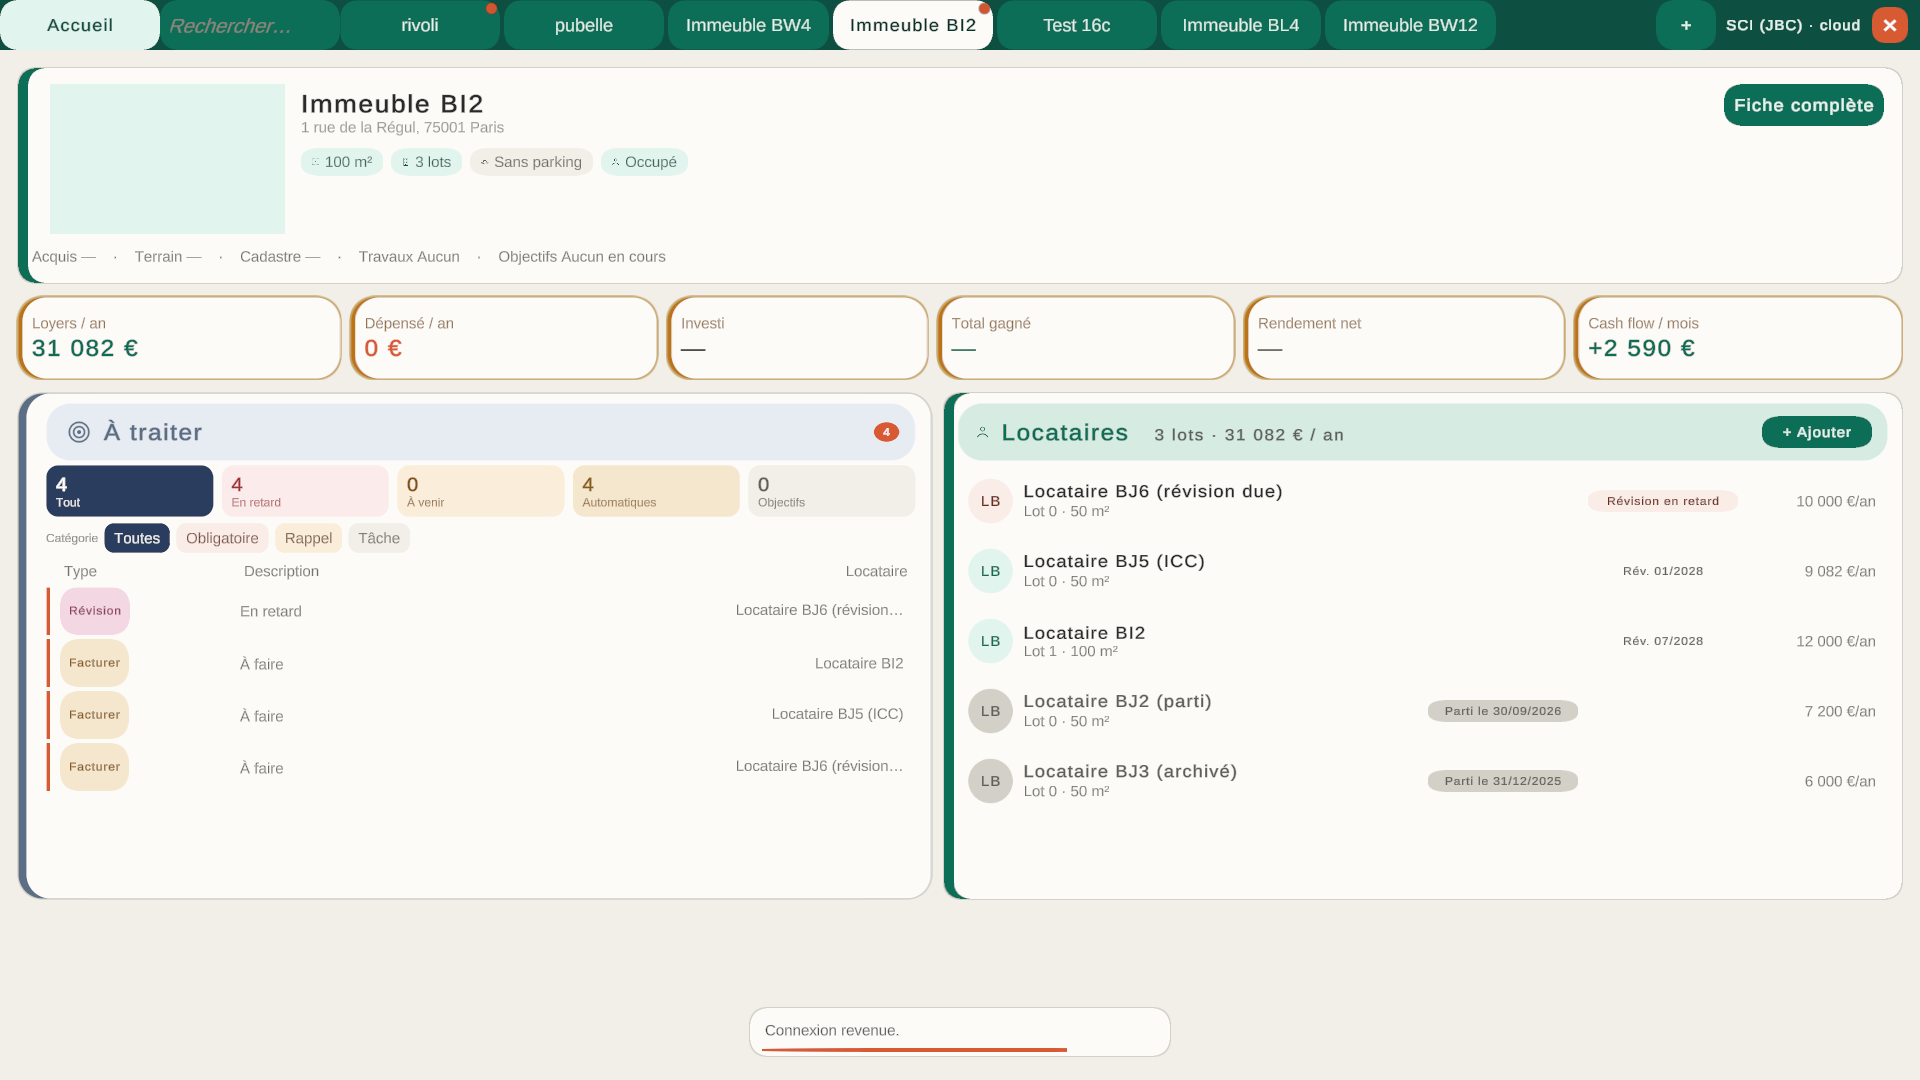 Accueil
Rechercher...
rivoli
pubelle
Immeuble BW4
Immeuble BI2
Test 16c
Immeuble BL4
Immeuble BW12
+
SCI (JBC) · cloud
×
Immeuble BI2
1 rue de la Régul, 75001 Paris
Fiche complète
100 m²
3 lots
Sans parking
Occupé
Acquis — · Terrain — · Cadastre — · Travaux Aucun · Objectifs Aucun en cours
Loyers / an
31 082 €
Dépensé / an
0 €
Investi
—
Total gagné
—
Rendement net
—
Cash flow / mois
+2 590 €
À traiter
4
4
Tout
4
En retard
0
À venir
4
Automatiques
0
Objectifs
Catégorie
Toutes
Obligatoire
Rappel
Tâche
Type
Description
Locataire
Révision
En retard
Locataire BJ6 (révision...
Facturer
À faire
Locataire BI2
Facturer
À faire
Locataire BJ5 (ICC)
Facturer
À faire
Locataire BJ6 (révision...
Locataires
3 lots · 31 082 € / an
+ Ajouter
LB
Locataire BJ6 (révision due)
Lot 0 · 50 m²
Révision en retard
10 000 €/an
LB
Locataire BJ5 (ICC)
Lot 0 · 50 m²
Rév. 01/2028
9 082 €/an
LB
Locataire BI2
Lot 1 · 100 m²
Rév. 07/2028
12 000 €/an
LB
Locataire BJ2 (parti)
Lot 0 · 50 m²
Parti le 30/09/2026
7 200 €/an
LB
Locataire BJ3 (archivé)
Lot 0 · 50 m²
Parti le 31/12/2025
6 000 €/an
Connexion revenue.